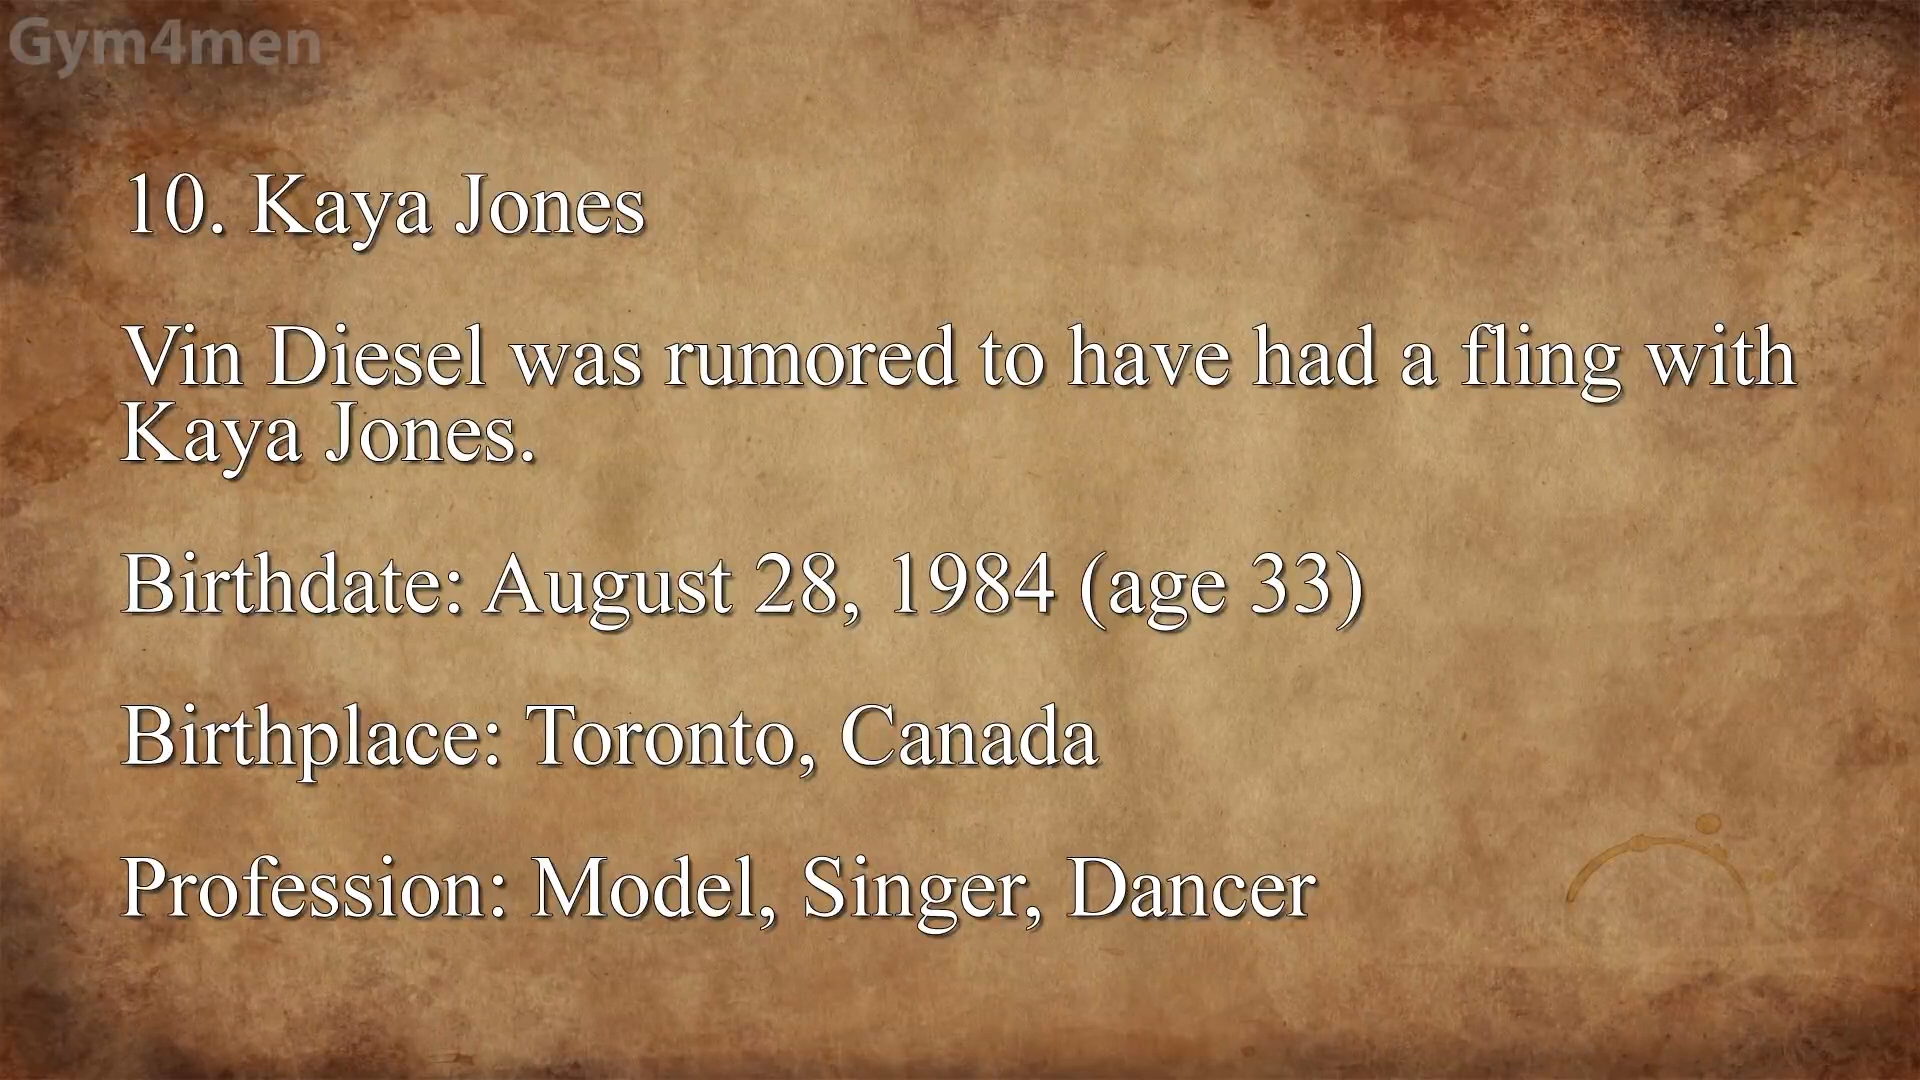 Gym4men
10. Kaya Jones
Vin Diesel was rumored to have had a fling with
Kaya Jones.
Birthdate: August 28, 1984 (age 33)
Birthplace: Toronto, Canada
Profession: Model, Singer, Dancer